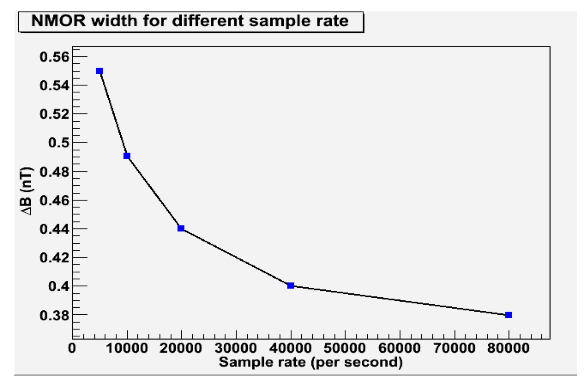 NMOR width for different sample rate
0.56
0.54
0.52
0.5
0.48
0.46
0.44
0.42
0.4
0.38
ΔB (nT)
0 10000 20000 30000 40000 50000 60000 70000 80000
Sample rate (per second)